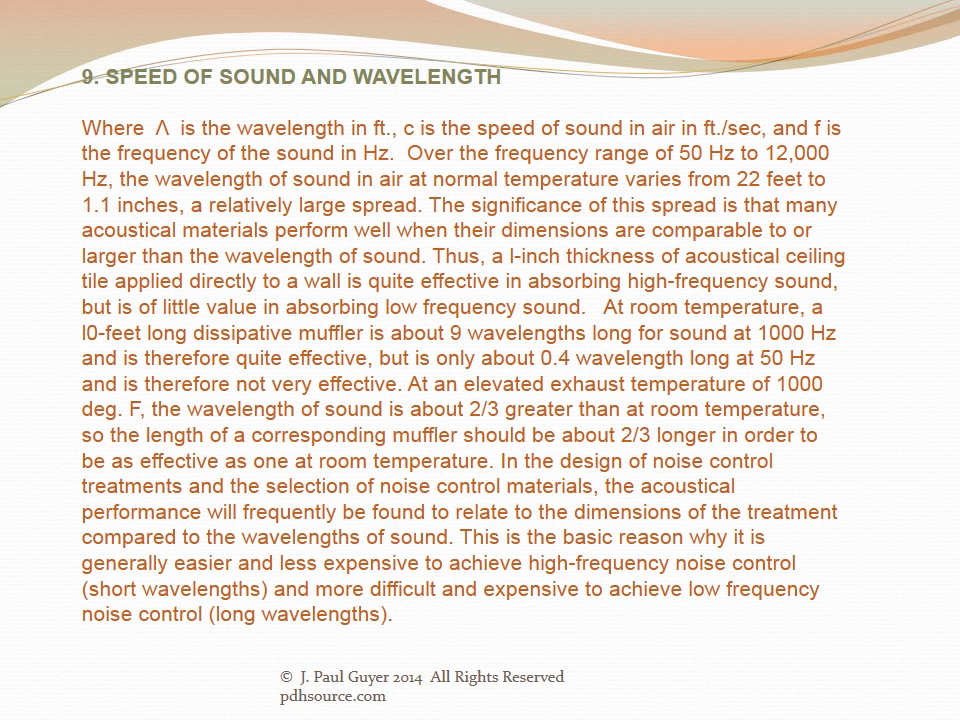 9. SPEED OF SOUND AND WAVELENGTH
Where Λ is the wavelength in ft., c is the speed of sound in air in ft./sec, and f is
the frequency of the sound in Hz. Over the frequency range of 50 Hz to 12,000
Hz, the wavelength of sound in air at normal temperature varies from 22 feet to
1.1 inches, a relatively large spread. The significance of this spread is that many
acoustical materials perform well when their dimensions are comparable to or
larger than the wavelength of sound. Thus, a l-inch thickness of acoustical ceiling
tile applied directly to a wall is quite effective in absorbing high-frequency sound,
but is of little value in absorbing low frequency sound. At room temperature, a
l0-feet long dissipative muffler is about 9 wavelengths long for sound at 1000 Hz
and is therefore quite effective, but is only about 0.4 wavelength long at 50 Hz
and is therefore not very effective. At an elevated exhaust temperature of 1000
deg. F, the wavelength of sound is about 2/3 greater than at room temperature,
so the length of a corresponding muffler should be about 2/3 longer in order to
be as effective as one at room temperature. In the design of noise control
treatments and the selection of noise control materials, the acoustical
performance will frequently be found to relate to the dimensions of the treatment
compared to the wavelengths of sound. This is the basic reason why it is
generally easier and less expensive to achieve high-frequency noise control
(short wavelengths) and more difficult and expensive to achieve low frequency
noise control (long wavelengths).
© J. Paul Guyer 2014 All Rights Reserved
pdhsource.com